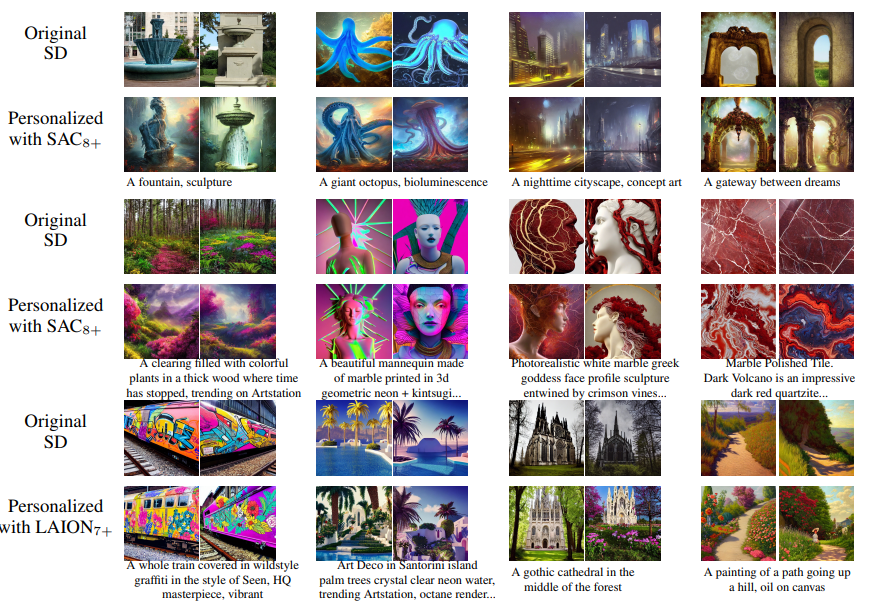 Original
SD
Personalized
with SAC8+
A fountain, sculpture
A giant octopus, bioluminescence
A nighttime cityscape, concept art
A gateway between dreams
Original
SD
Personalized
with SAC8+
A clearing filled with colorful
plants in a thick wood where time
has stopped, trending on Artstation
A beautiful mannequin made
of marble printed in 3d
geometric neon + kintsugi...
Photorealistic white marble greek
goddess face profile sculpture
entwined by crimson vines...
Marble Polished Tile.
Dark Volcano is an impressive
dark red quartzite...
Original
SD
Personalized
with LAION7+
A whole train covered in wildstyle
graffiti in the style of Seen, HQ
masterpiece, vibrant
Art Deco in Santorini island
palm trees crystal clear neon water,
trending Artstation, octane render...
A gothic cathedral in the
middle of the forest
A painting of a path going up
a hill, oil on canvas